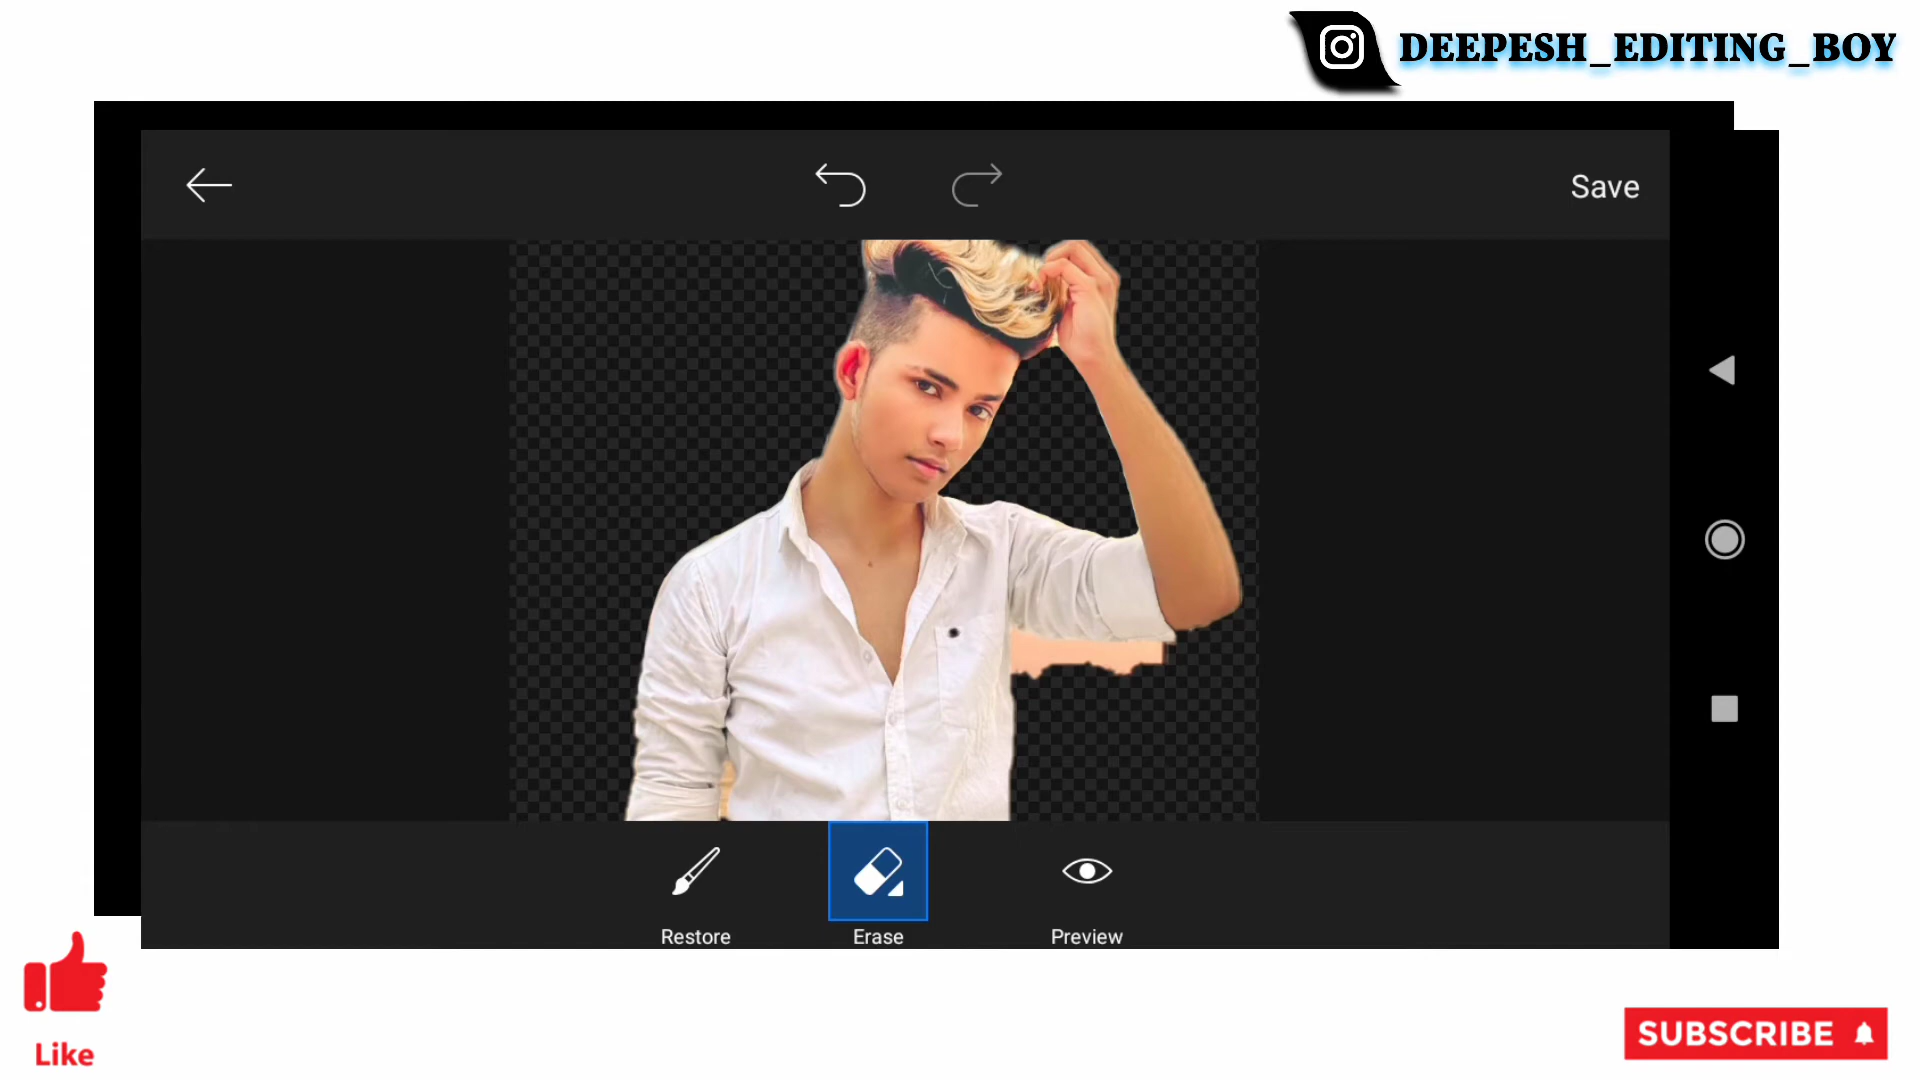 DEEPESH_EDITING_BOY
Save
Restore
Erase
Preview
Like
SUBSCRIBE